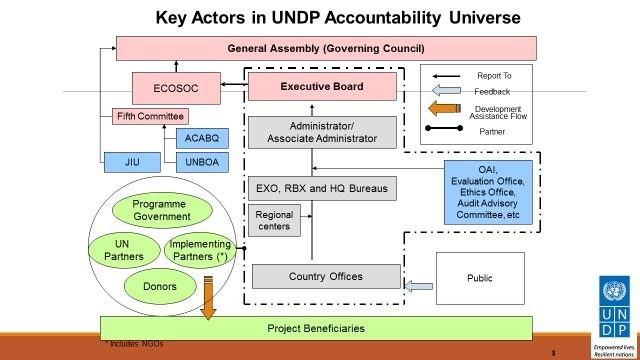 Key Actors in UNDP Accountability Universe
General Assembly (Governing Council)
ECOSOC
Executive Board
Report To
Feedback
Development
Assistance Flow
Partner
Fifth Committee
Administrator/
Associate Administrator
ACABQ
JIU
UNBOA
OAI,
Evaluation Office,
Ethics Office,
Audit Advisory
Committee, etc
EXO, RBX and HQ Bureaus
Programme
Government
Regional
centers
UN
Partners
Implementing
Partners (*)
Country Offices
Public
Donors
Project Beneficiaries
* Includes NGOs
3
U N
D P
Empowered lives.
Resilient nations.